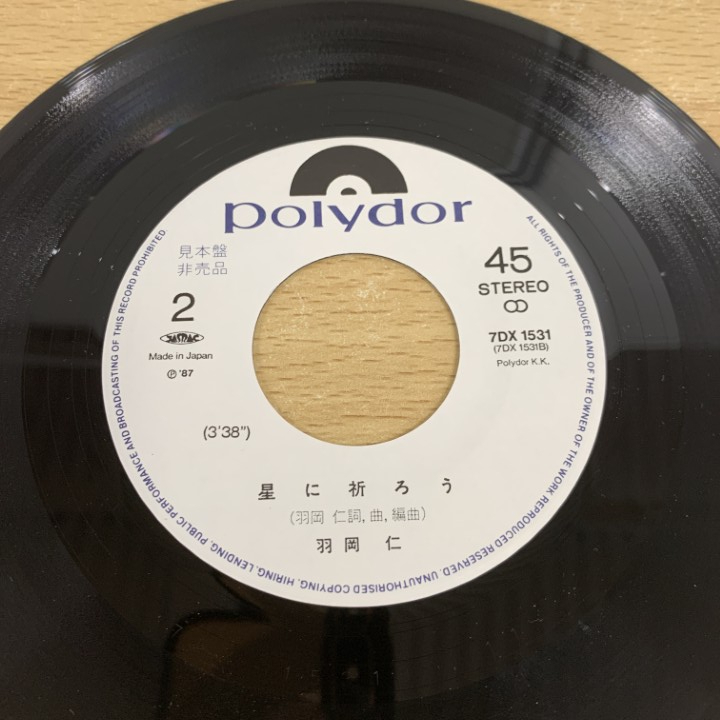 polydor
見本盤
非売品
2
JASRAC
Made in Japan
Ⓟ '87
45
STEREO
7DX 1531
(7DX 1531B)
Polydor K.K.
(3'38")
星に祈ろう
(羽岡 仁詞,曲,編曲)
羽岡 仁
ALL RIGHTS OF THE PRODUCER AND OF THE OWNER OF THE WORK REPRODUCED RESERVED. UNAUTHORISED COPYING, HIRING, LENDING, PUBLIC PERFORMANCE AND BROADCASTING OF THIS RECORD PROHIBITED